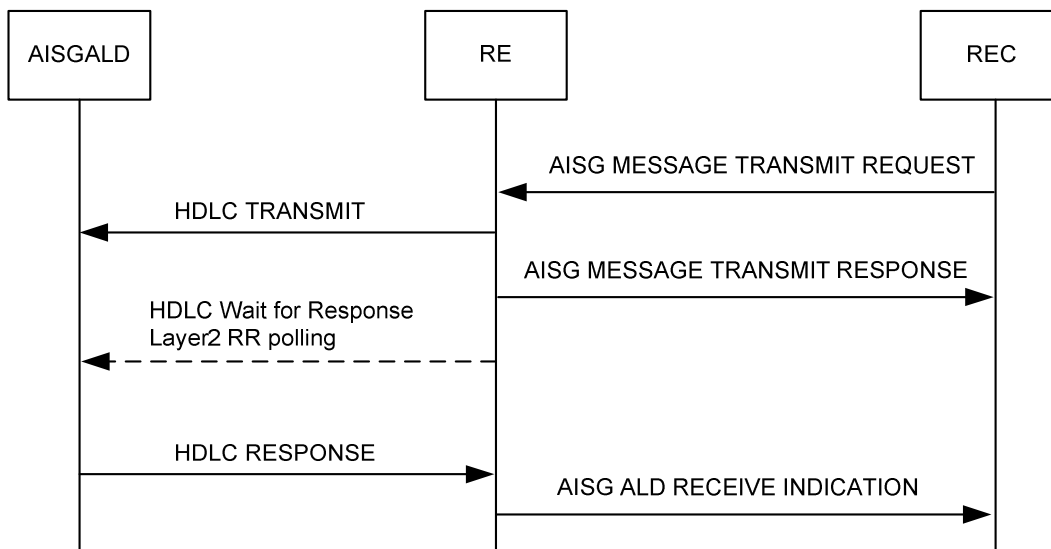 AISGALD
RE
REC
AISG MESSAGE TRANSMIT REQUEST
HDLC TRANSMIT
AISG MESSAGE TRANSMIT RESPONSE
HDLC Wait for Response
Layer2 RR polling
HDLC RESPONSE
AISG ALD RECEIVE INDICATION